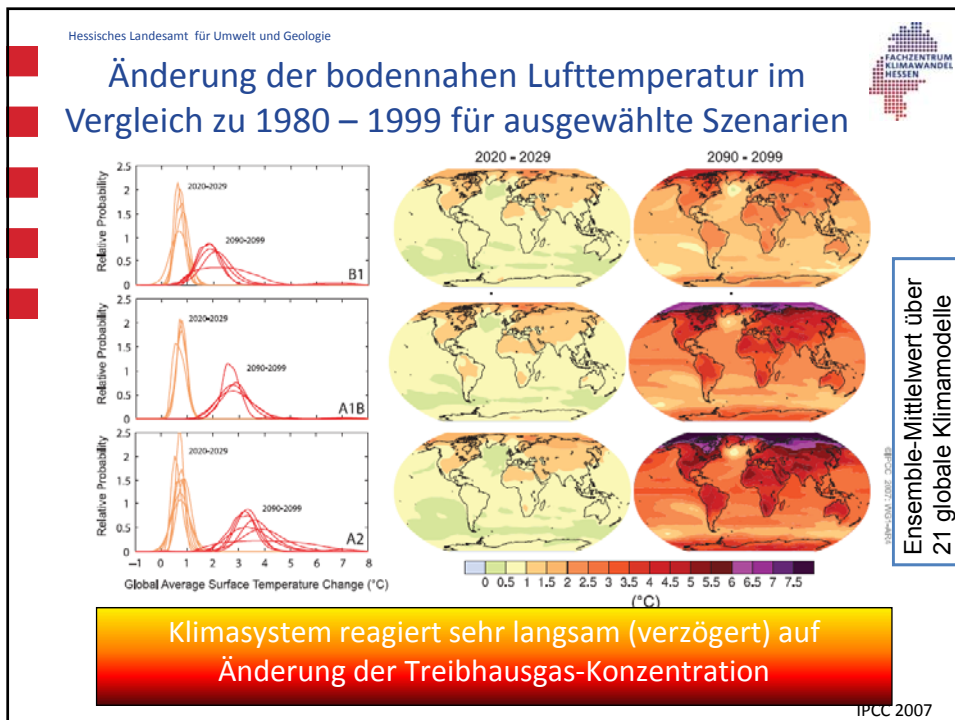 Hessisches Landesamt für Umwelt und Geologie
FACHZENTRUM
KLIMAWANDEL
HESSEN
Änderung der bodennahen Lufttemperatur im
Vergleich zu 1980 – 1999 für ausgewählte Szenarien
2020 - 2029
2090 - 2099
Relative Probability
2.5
2
1.5
1
0.5
0
2020-2029
2090-2099
B1
Relative Probability
2.5
2
1.5
1
0.5
0
2020-2029
2090-2099
A1B
Relative Probability
2.5
2
1.5
1
0.5
0
2020-2029
2090-2099
A2
−1 0 1 2 3 4 5 6 7 8
Global Average Surface Temperature Change (°C)
0 0.5 1 1.5 2 2.5 3 3.5 4 4.5 5 5.5 6 6.5 7 7.5
(°C)
©IPCC 2007: WG1-AR4
Ensemble-Mittelwert über
21 globale Klimamodelle
Klimasystem reagiert sehr langsam (verzögert) auf
Änderung der Treibhausgas-Konzentration
IPCC 2007